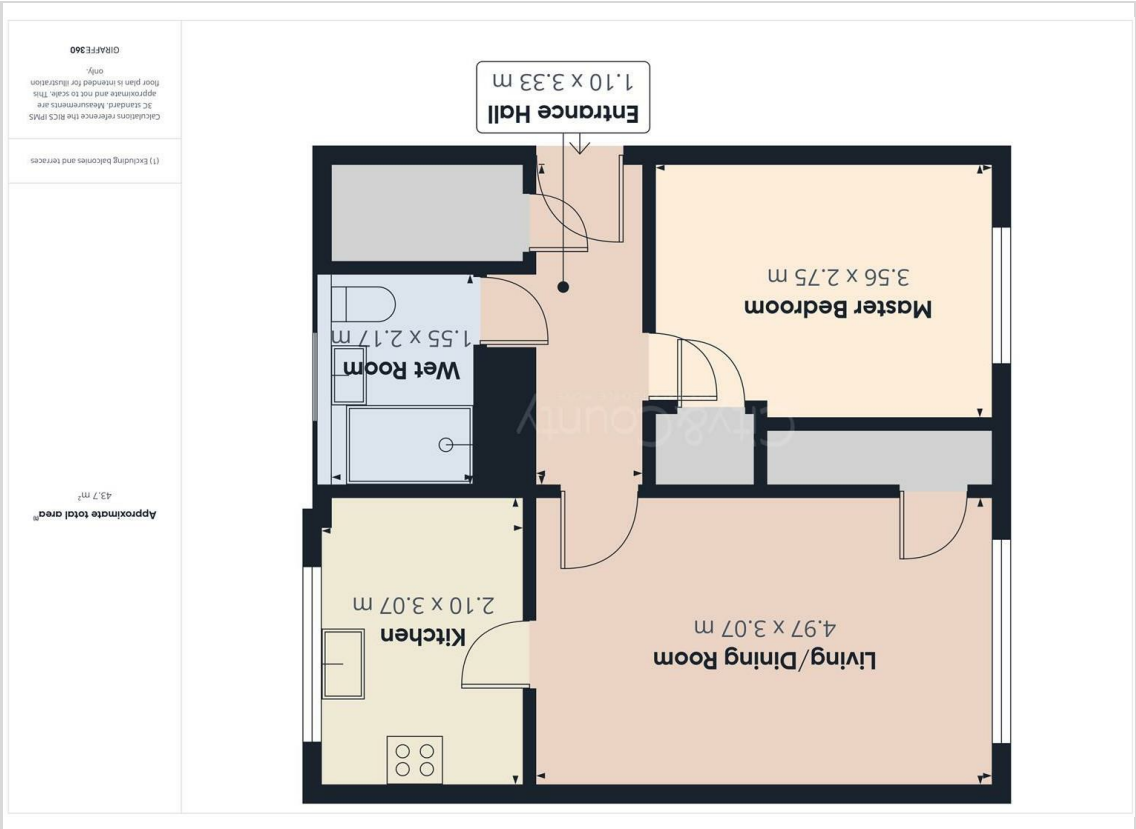 Living/Dining Room
4.97 x 3.07 m
Kitchen
2.10 x 3.07 m
City&County
Wet Room
1.55 x 2.17 m
Master Bedroom
3.56 x 2.75 m
Entrance Hall
1.10 x 3.33 m
Approximate total area⁽¹⁾
43.7 m²
(1) Excluding balconies and terraces
Calculations reference the RICS IPMS
3C standard. Measurements are
approximate and not to scale. This
floor plan is intended for illustration
only.
GIRAFFE360